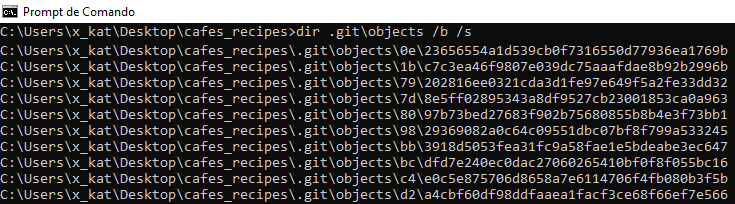 Prompt de Comando
C:\Users\x_kat\Desktop\cafes_recipes>dir .git\objects /b /s
C:\Users\x_kat\Desktop\cafes_recipes\.git\objects\0e\23656554a1d539cb0f7316550d77936ea1769b
C:\Users\x_kat\Desktop\cafes_recipes\.git\objects\1b\c7c3ea46f9807e039dc75aaafdae8b92b2996b
C:\Users\x_kat\Desktop\cafes_recipes\.git\objects\79\202816ee0321cda3d1fe97e649f5a2fe33dd32
C:\Users\x_kat\Desktop\cafes_recipes\.git\objects\7d\8e5ff02895343a8df9527cb23001853ca0a963
C:\Users\x_kat\Desktop\cafes_recipes\.git\objects\80\97b73bed27683f902b75680855b8b4e3f73bb1
C:\Users\x_kat\Desktop\cafes_recipes\.git\objects\98\29369082a0c64c09551dbc07bf8f799a533245
C:\Users\x_kat\Desktop\cafes_recipes\.git\objects\bb\3918d5053fea31fc9a58fae1e5bdeabe3ec647
C:\Users\x_kat\Desktop\cafes_recipes\.git\objects\bc\dfd7e240ec0dac27060265410bf0f8f055bc16
C:\Users\x_kat\Desktop\cafes_recipes\.git\objects\c4\e0c5e875706d8658a7e6114706f4fb080b3f5b
C:\Users\x_kat\Desktop\cafes_recipes\.git\objects\d2\a4cbf60df98ddfaaea1facf3ce68f66ef7e566